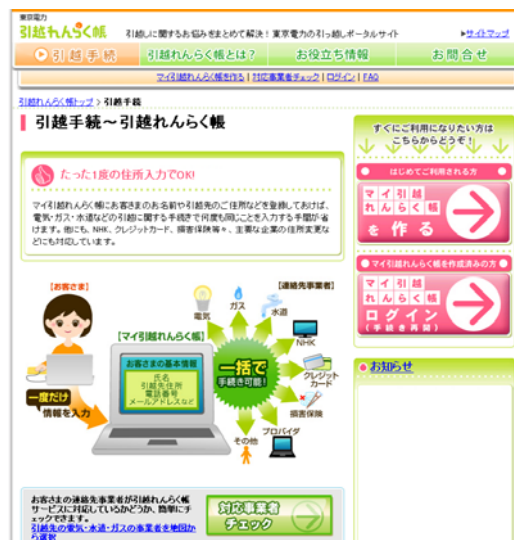 東京電力
引越れんらく帳
引越しに関するお悩みをまとめて解決！東京電力の引っ越しポータルサイト
サイトマップ
引越手続
引越れんらく帳とは？
お役立ち情報
お問合せ
マイ引越れんらく帳を作る | 対応事業者チェック | ログイン | FAQ
引越れんらく帳トップ > 引越手続
引越手続～引越れんらく帳
たった1度の住所入力でOK!
マイ引越れんらく帳にお客さまのお名前や引越先のご住所などを登録しておけば、
電気・ガス・水道などの引越に関する手続きで何度も同じことを入力する手間が省
けます。他にも、NHK、クレジットカード、損害保険等々、主要な企業の住所変更な
どにも対応しています。
【お客さま】
【連絡先事業者】
電気
ガス
水道
【マイ引越れんらく帳】
NHK
お客さまの基本情報
氏名
引越先住所
電話番号
メールアドレスなど
一括で
手続き可能!
クレジット
カード
一度だけ
情報を入力
損害保険
プロバイダ
その他
お客さまの連絡先事業者が引越れんらく帳
サービスに対応しているかどうか、簡単にチ
ェックできます。
引越先の電気・水道・ガスの事業者を地図か
ら選択
対応事業者
チェック
すぐにご利用になりたい方は
こちらからどうぞ！
はじめてご利用される方
マイ引越
れんらく帳
を作る
マイ引越れんらく帳を作成済みの方
マイ引越
れんらく帳
ログイン
(手続き再開)
お知らせ